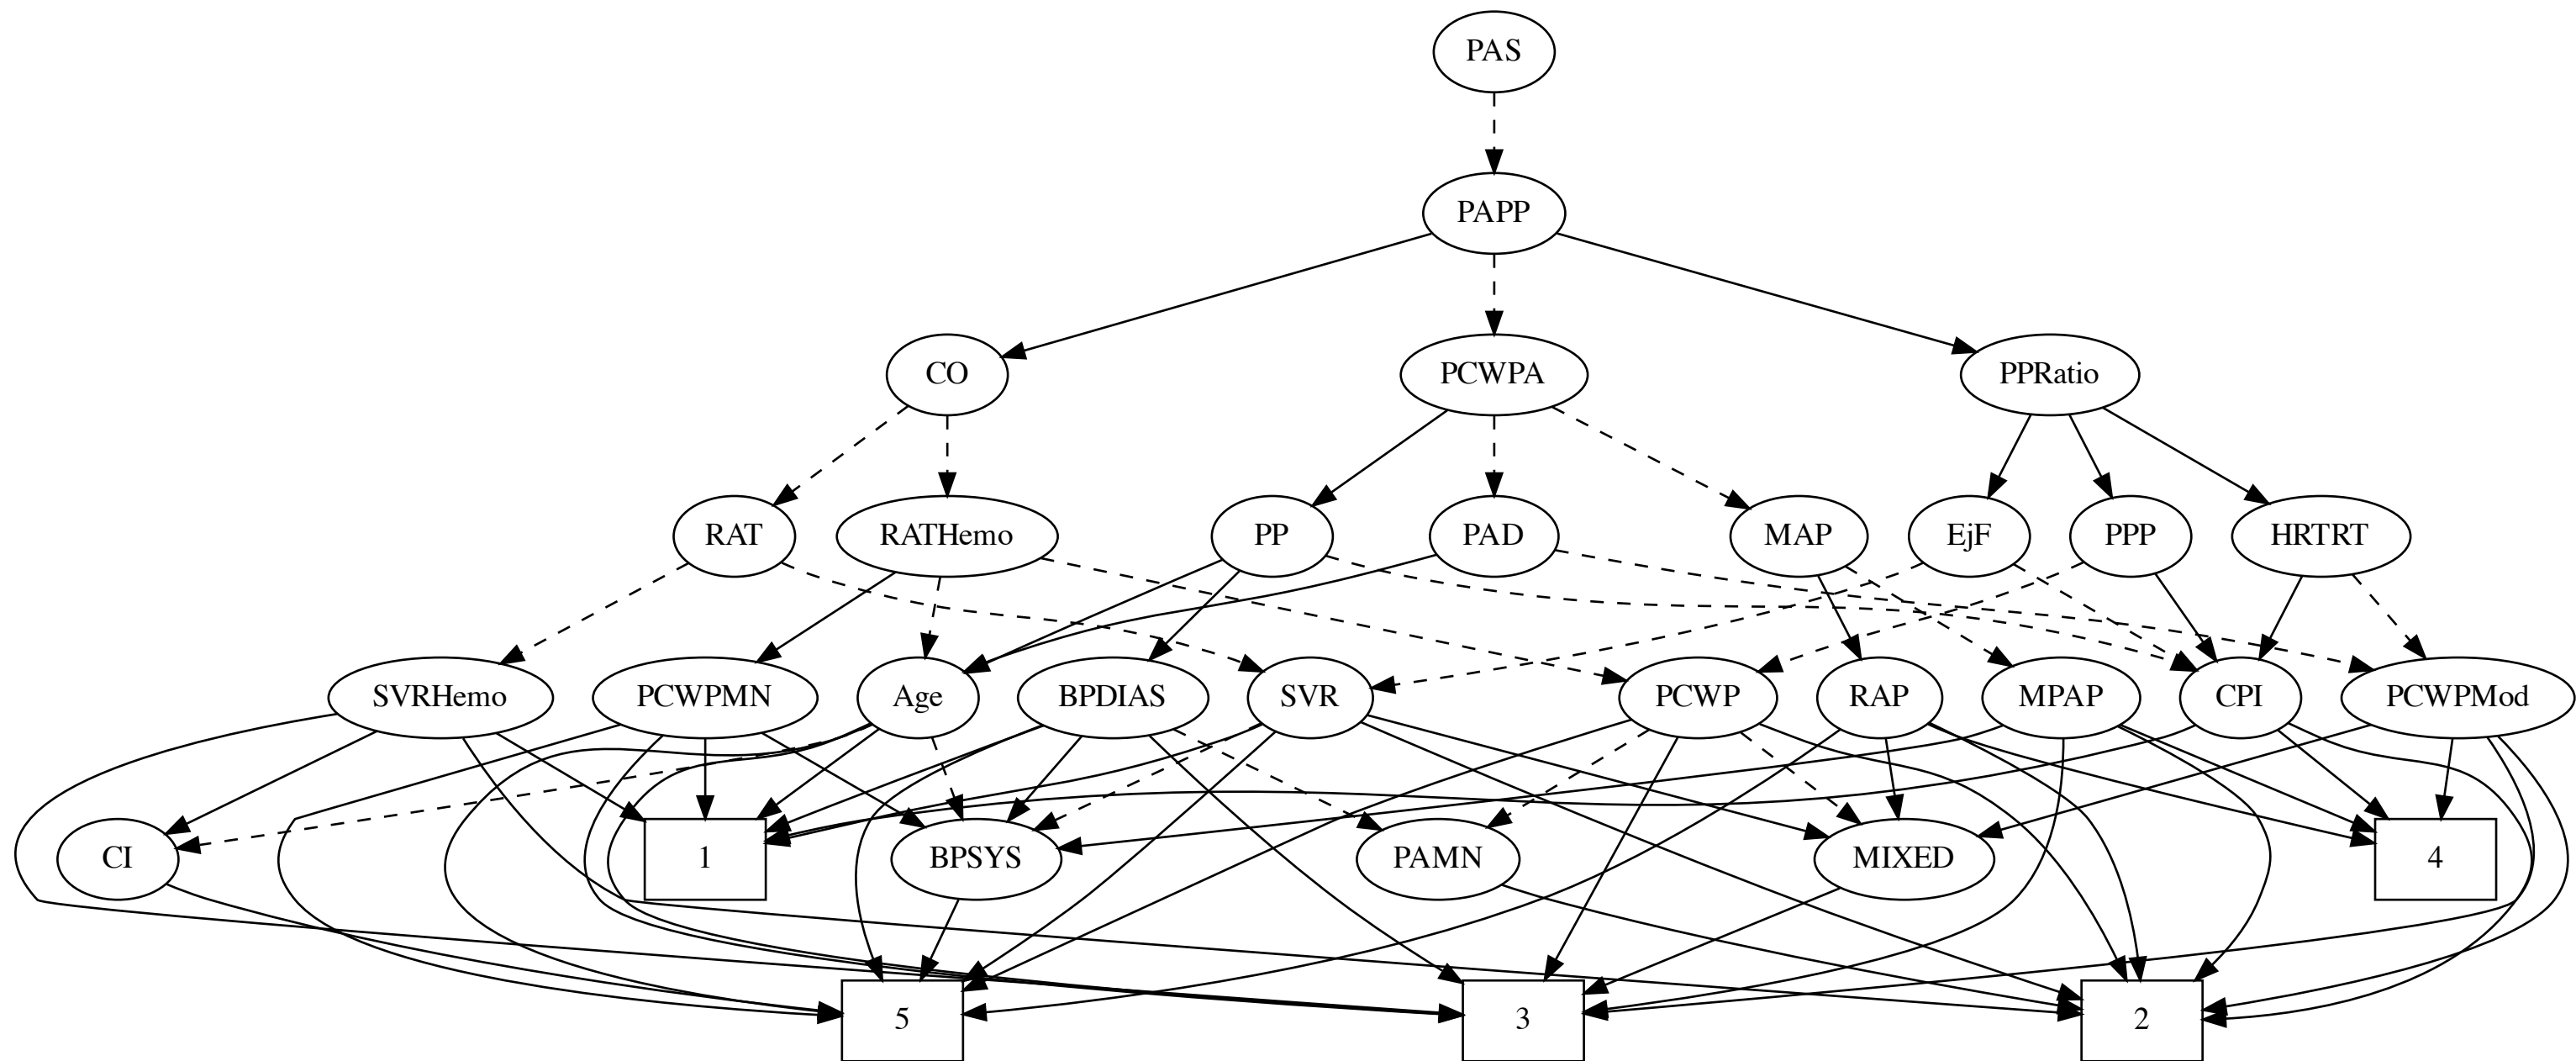 PAS
PAPP
CO
PCWPA
PPRatio
RAT
RATHemo
PP
PAD
MAP
EjF
PPP
HRTRT
SVRHemo
PCWPMN
Age
BPDIAS
SVR
PCWP
RAP
MPAP
CPI
PCWPMod
CI
1
BPSYS
PAMN
MIXED
4
5
3
2